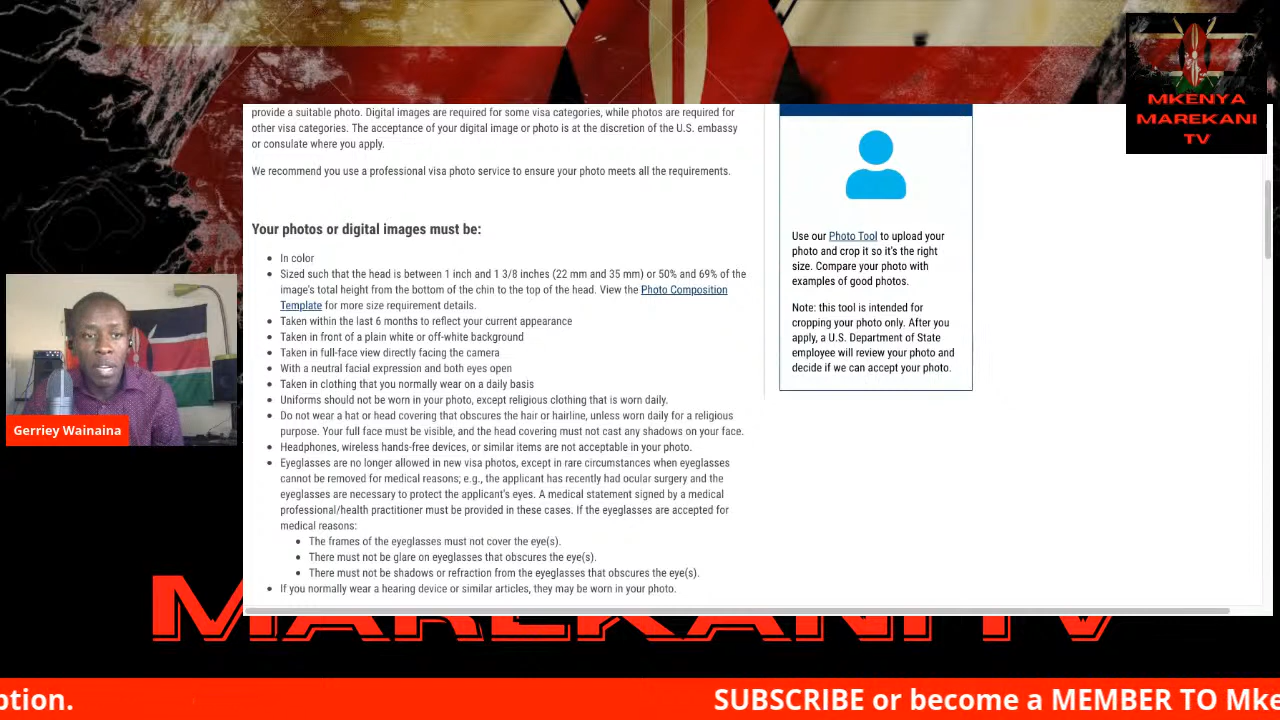 MKENYA
MAREKANI
TV
provide a suitable photo. Digital images are required for some visa categories, while photos are required for
other visa categories. The acceptance of your digital image or photo is at the discretion of the U.S. embassy
or consulate where you apply.
We recommend you use a professional visa photo service to ensure your photo meets all the requirements.
Your photos or digital images must be:
In color
Sized such that the head is between 1 inch and 1 3/8 inches (22 mm and 35 mm) or 50% and 69% of the
image's total height from the bottom of the chin to the top of the head. View the Photo Composition
Template for more size requirement details.
Taken within the last 6 months to reflect your current appearance
Taken in front of a plain white or off-white background
Taken in full-face view directly facing the camera
With a neutral facial expression and both eyes open
Taken in clothing that you normally wear on a daily basis
Uniforms should not be worn in your photo, except religious clothing that is worn daily.
Do not wear a hat or head covering that obscures the hair or hairline, unless worn daily for a religious
purpose. Your full face must be visible, and the head covering must not cast any shadows on your face.
Headphones, wireless hands-free devices, or similar items are not acceptable in your photo.
Eyeglasses are no longer allowed in new visa photos, except in rare circumstances when eyeglasses
cannot be removed for medical reasons; e.g., the applicant has recently had ocular surgery and the
eyeglasses are necessary to protect the applicant's eyes. A medical statement signed by a medical
professional/health practitioner must be provided in these cases. If the eyeglasses are accepted for
medical reasons:
The frames of the eyeglasses must not cover the eye(s).
There must not be glare on eyeglasses that obscures the eye(s).
There must not be shadows or refraction from the eyeglasses that obscures the eye(s).
If you normally wear a hearing device or similar articles, they may be worn in your photo.
Use our Photo Tool to upload your
photo and crop it so it's the right
size. Compare your photo with
examples of good photos.
Note: this tool is intended for
cropping your photo only. After you
apply, a U.S. Department of State
employee will review your photo and
decide if we can accept your photo.
Gerriey Wainaina
MAREKANI TV
ption.
SUBSCRIBE or become a MEMBER TO Mke